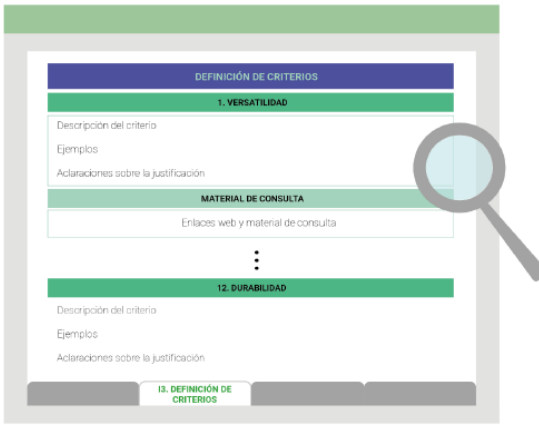 DEFINICIÓN DE CRITERIOS
1. VERSATILIDAD
Descripción del criterio
Ejemplos
Aclaraciones sobre la justificación
MATERIAL DE CONSULTA
Enlaces web y material de consulta
12. DURABILIDAD
Descripción del criterio
Ejemplos
Aclaraciones sobre la justificación
I3. DEFINICIÓN DE
CRITERIOS